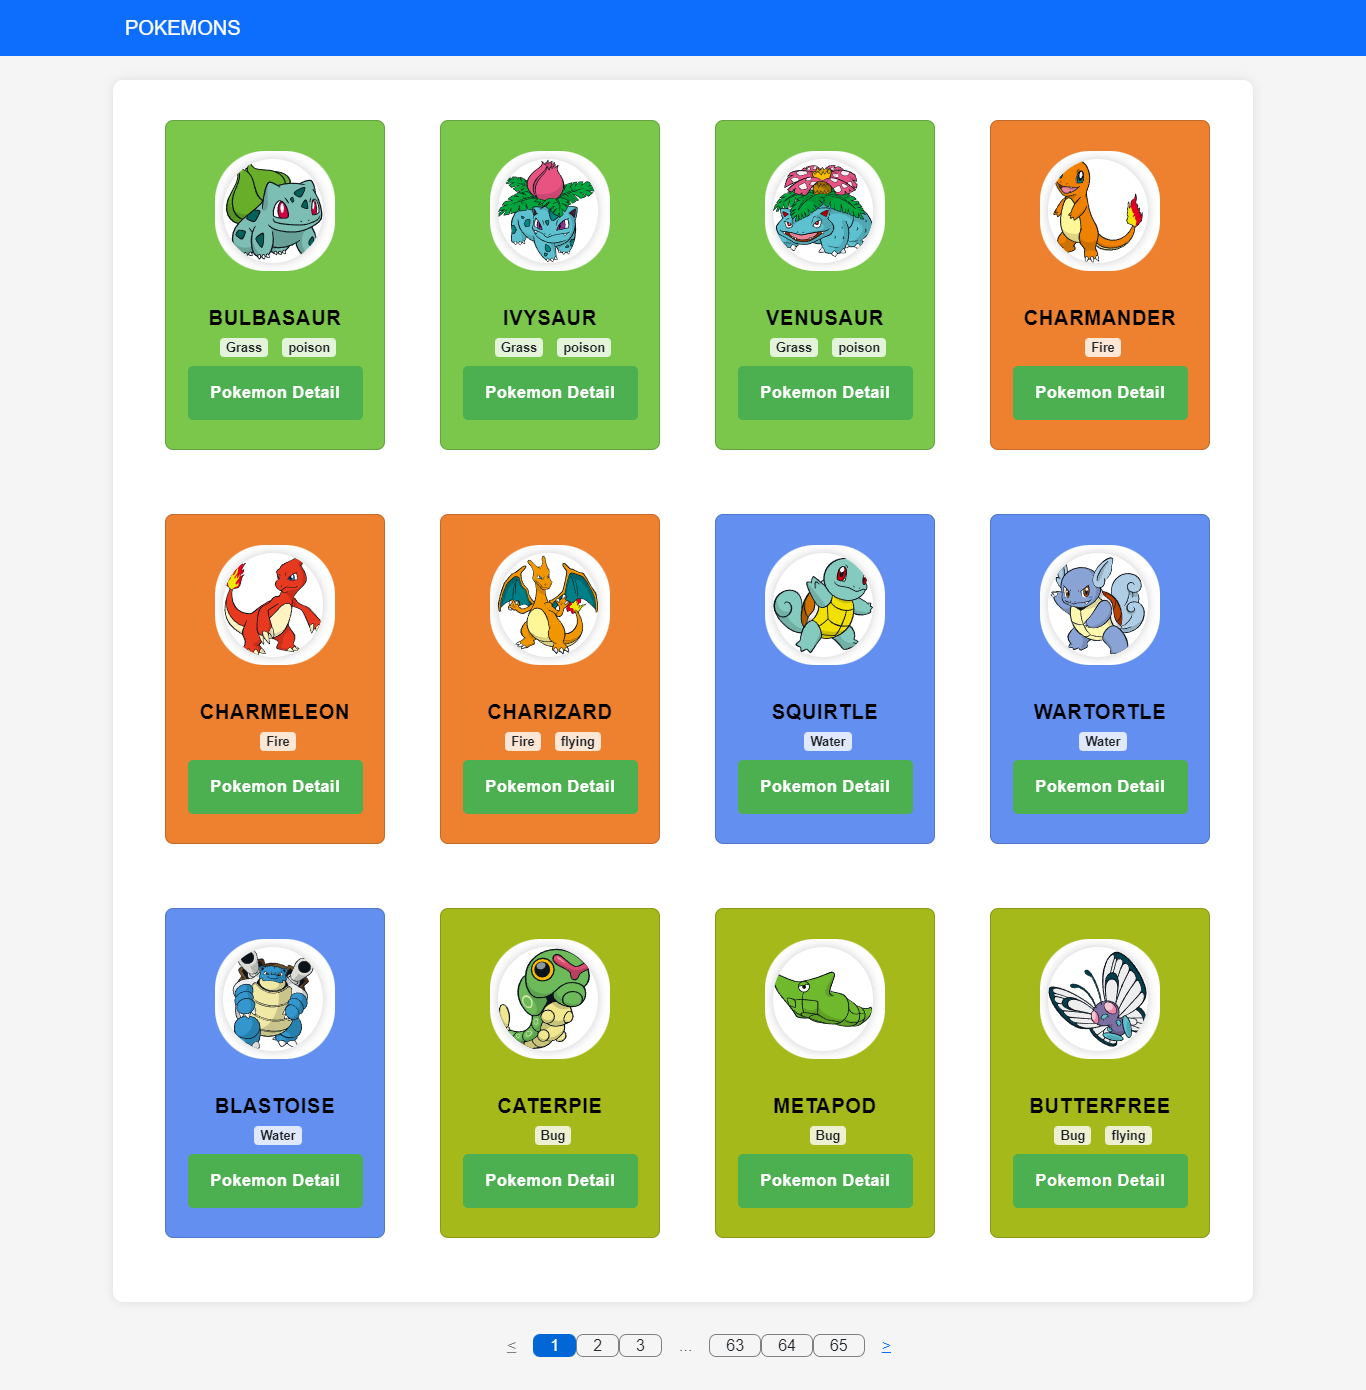 POKEMONS
BULBASAUR
Grass poison
Pokemon Detail
IVYSAUR
Grass poison
Pokemon Detail
VENUSAUR
Grass poison
Pokemon Detail
CHARMANDER
Fire
Pokemon Detail
CHARMELEON
Fire
Pokemon Detail
CHARIZARD
Fire flying
Pokemon Detail
SQUIRTLE
Water
Pokemon Detail
WARTORTLE
Water
Pokemon Detail
BLASTOISE
Water
Pokemon Detail
CATERPIE
Bug
Pokemon Detail
METAPOD
Bug
Pokemon Detail
BUTTERFREE
Bug flying
Pokemon Detail
< 1 2 3 ... 63 64 65 >